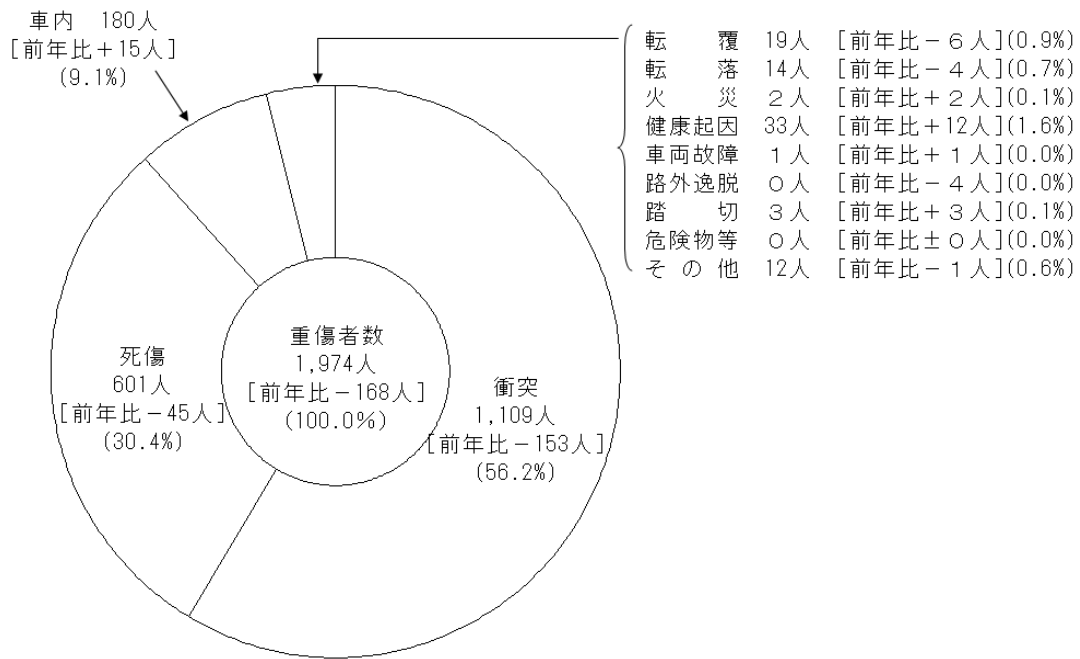 車内 180人
[前年比＋15人]
(9.1%)
転　　覆 19人 [前年比－６人](0.9%)
転　　落 14人 [前年比－４人](0.7%)
火　　災 ２人 [前年比＋２人](0.1%)
健康起因 33人 [前年比＋12人](1.6%)
車両故障 １人 [前年比＋１人](0.0%)
路外逸脱 ０人 [前年比－４人](0.0%)
踏　　切 ３人 [前年比＋３人](0.1%)
危険物等 ０人 [前年比±０人](0.0%)
そ の 他 12人 [前年比－１人](0.6%)
重傷者数
1,974人
[前年比－168人]
(100.0%)
死傷
601人
[前年比－45人]
(30.4%)
衝突
1,109人
[前年比－153人]
(56.2%)